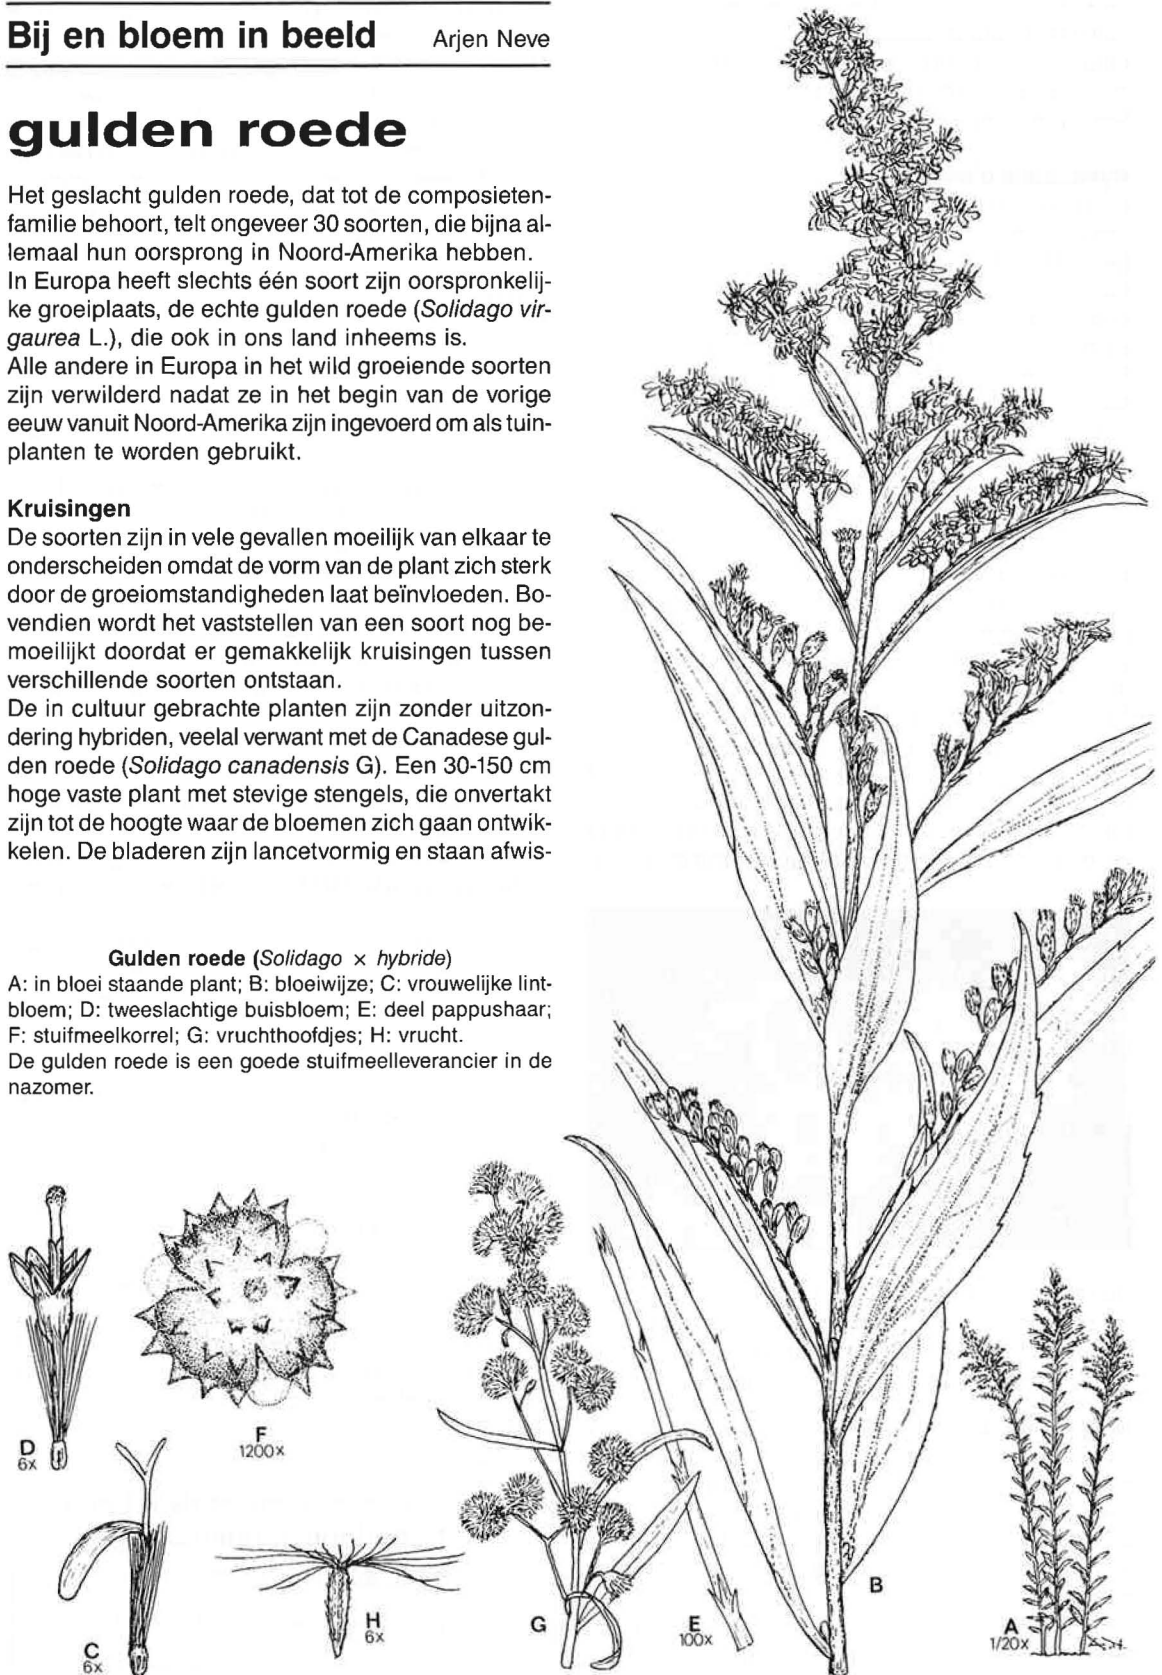 Bij en bloem in beeld Arjen Neve
gulden roede
Het geslacht gulden roede, dat tot de composieten-
familie behoort, telt ongeveer 30 soorten, die bijna al-
lemaal hun oorsprong in Noord-Amerika hebben.
In Europa heeft slechts één soort zijn oorspronkelij-
ke groeiplaats, de echte gulden roede (Solidago vir-
gaurea L.), die ook in ons land inheems is.
Alle andere in Europa in het wild groeiende soorten
zijn verwilderd nadat ze in het begin van de vorige
eeuw vanuit Noord-Amerika zijn ingevoerd om als tuin-
planten te worden gebruikt.
Kruisingen
De soorten zijn in vele gevallen moeilijk van elkaar te
onderscheiden omdat de vorm van de plant zich sterk
door de groeiomstandigheden laat beïnvloeden. Bo-
vendien wordt het vaststellen van een soort nog be-
moeilijkt doordat er gemakkelijk kruisingen tussen
verschillende soorten ontstaan.
De in cultuur gebrachte planten zijn zonder uitzon-
dering hybriden, veelal verwant met de Canadese gul-
den roede (Solidago canadensis G). Een 30-150 cm
hoge vaste plant met stevige stengels, die onvertakt
zijn tot de hoogte waar de bloemen zich gaan ontwik-
kelen. De bladeren zijn lancetvormig en staan afwis-
Gulden roede (Solidago × hybride)
A: in bloei staande plant; B: bloeiwijze; C: vrouwelijke lint-
bloem; D: tweeslachtige buisbloem; E: deel pappushaar;
F: stuifmeelkorrel; G: vruchthoofdjes; H: vrucht.
De gulden roede is een goede stuifmeelleverancier in de
nazomer.
D
6x
F
1200x
C
6x
H
6x
G
E
100x
B
A
1/20x